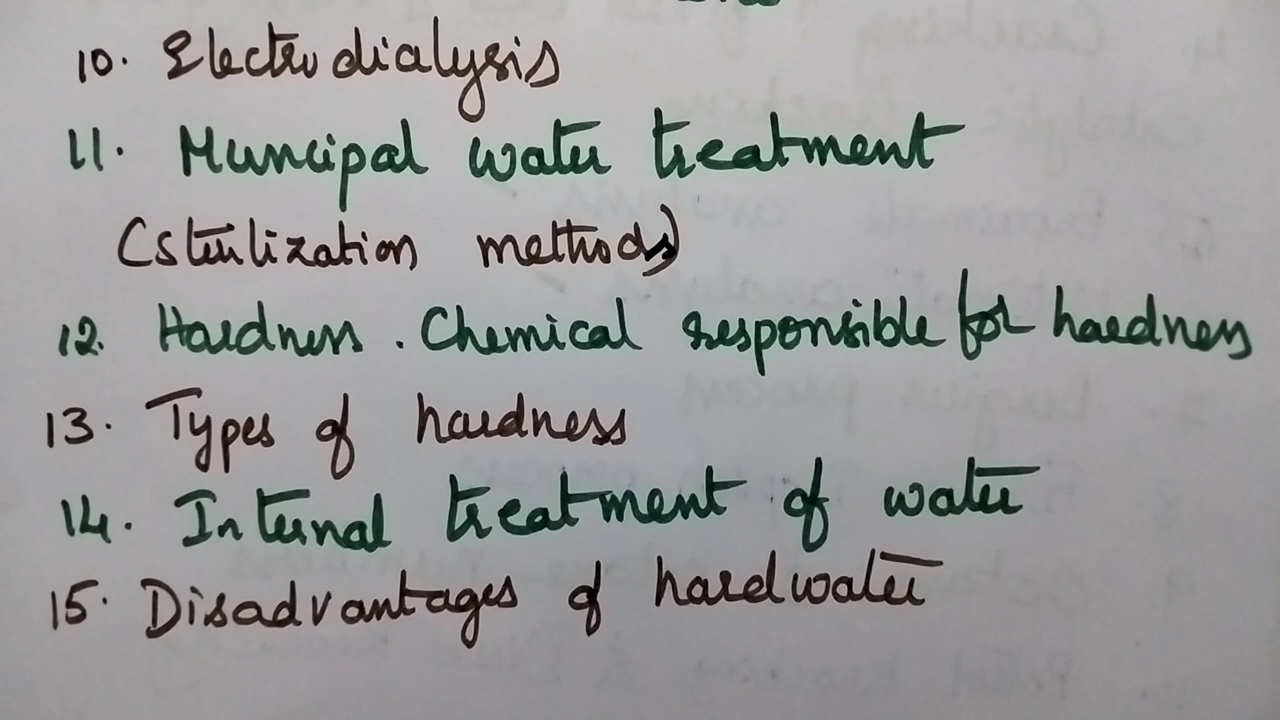 10. Electrodialysis
11. Muncipal water treatment
(sterilization methods)
12. Hardness. Chemical responsible for hardness
13. Types of hardness
14. Internal treatment of water
15. Disadvantages of hardwater